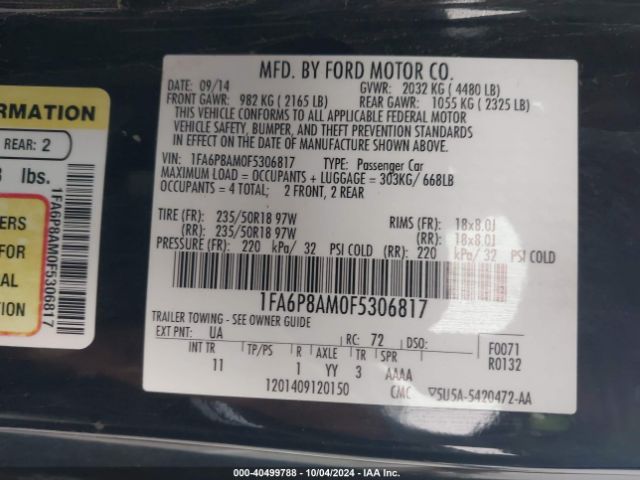 ORMATION
REAR: 2
lbs.
ERS
FOR
AL
S.
1FA6P8AM0F5306817
MFD. BY FORD MOTOR CO.
DATE: 09/14 GVWR: 2032 KG ( 4480 LB)
FRONT GAWR: 982 KG ( 2165 LB) REAR GAWR: 1055 KG ( 2325 LB)
THIS VEHICLE CONFORMS TO ALL APPLICABLE FEDERAL MOTOR
VEHICLE SAFETY, BUMPER, AND THEFT PREVENTION STANDARDS
IN EFFECT ON THE DATE OF MANUFACTURE SHOWN ABOVE.
VIN: 1FA6P8AM0F5306817 TYPE: Passenger Car
MAXIMUM LOAD = OCCUPANTS + LUGGAGE = 303KG/ 668LB
OCCUPANTS = 4 TOTAL; 2 FRONT, 2 REAR
TIRE (FR): 235/50R18 97W RIMS (FR): 18x8.0J
(RR): 235/50R18 97W (RR): 18x8.0J
PRESSURE (FR): 220 kPa/ 32 PSI COLD (RR): 220 kPa/ 32 PSI COLD
1FA6P8AM0F5306817
TRAILER TOWING - SEE OWNER GUIDE
EXT PNT: UA RC: 72 DSO: F0071
INT TR TP/PS R AXLE TR SPR R0132
11 1 YY 3 AAAA
1201409120150 CMC 5U5A-5420472-AA
000-40499788 - 10/04/2024 - IAA Inc.